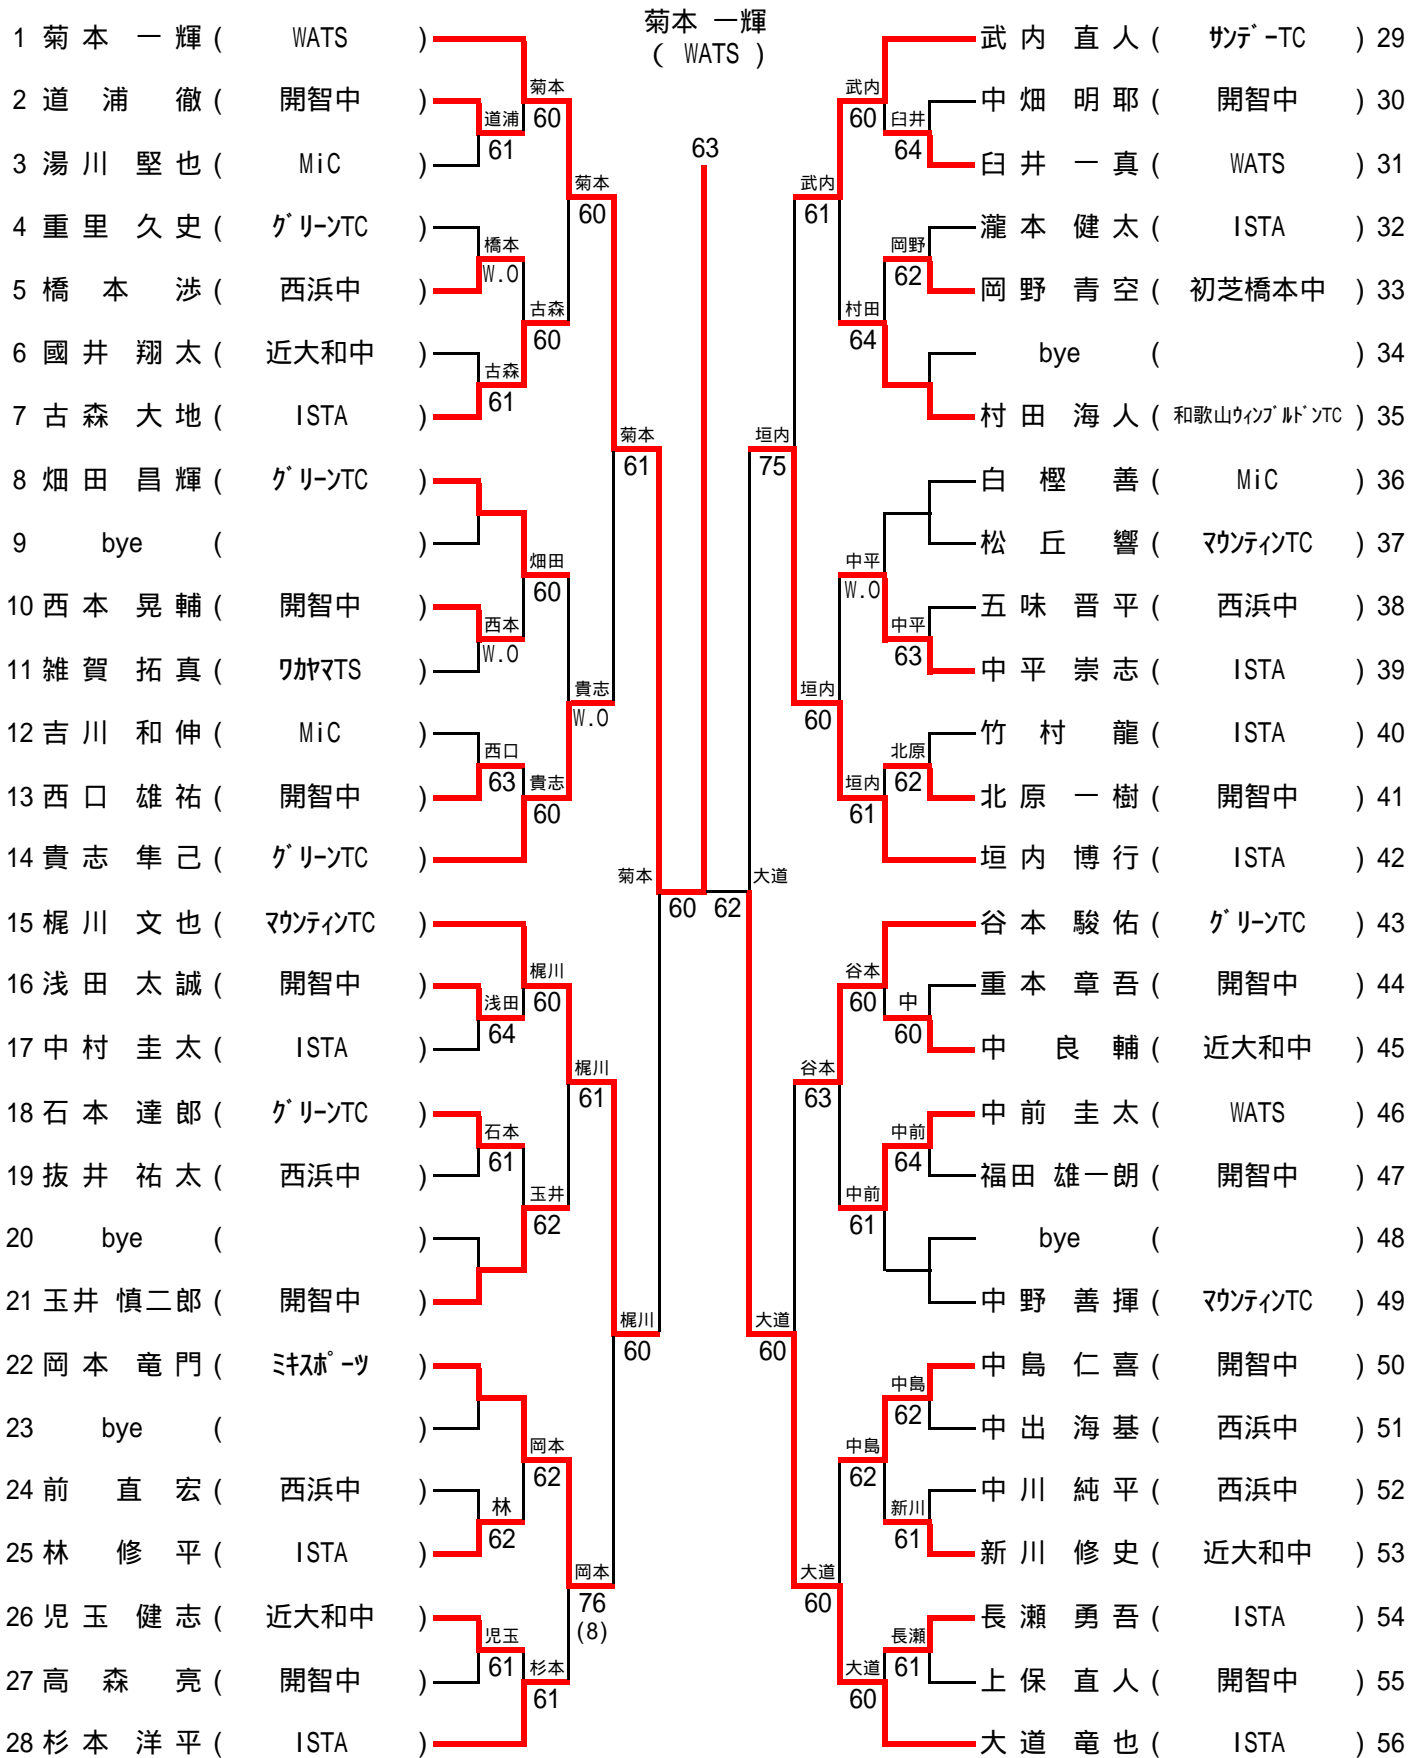 菊本 一輝
( WATS )
1 菊本 一輝 ( WATS )
2 道浦 徹 ( 開智中 )
3 湯川 堅也 ( MiC )
4 重里 久史 ( グリーンTC )
5 橋本 渉 ( 西浜中 )
6 國井 翔太 ( 近大和中 )
7 古森 大地 ( ISTA )
8 畑田 昌輝 ( グリーンTC )
9 bye ( )
10 西本 晃輔 ( 開智中 )
11 雑賀 拓真 ( ワカヤマTS )
12 吉川 和伸 ( MiC )
13 西口 雄祐 ( 開智中 )
14 貴志 隼己 ( グリーンTC )
15 梶川 文也 ( マウンティンTC )
16 浅田 太誠 ( 開智中 )
17 中村 圭太 ( ISTA )
18 石本 達郎 ( グリーンTC )
19 抜井 祐太 ( 西浜中 )
20 bye ( )
21 玉井 慎二郎 ( 開智中 )
22 岡本 竜門 ( ミキスポーツ )
23 bye ( )
24 前 直宏 ( 西浜中 )
25 林 修平 ( ISTA )
26 児玉 健志 ( 近大和中 )
27 高森 亮 ( 開智中 )
28 杉本 洋平 ( ISTA )
道浦
61
橋本
W.O
古森
61
西本
W.O
西口
63
浅田
64
石本
61
林
62
児玉
61
菊本
60
古森
60
畑田
60
貴志
60
梶川
60
玉井
62
岡本
62
杉本
61
菊本
60
貴志
W.O
梶川
61
岡本
76
(8)
菊本
61
梶川
60
菊本
60
63
大道
62
垣内
75
大道
60
武内
61
垣内
60
谷本
63
大道
60
武内
60
村田
64
中平
W.O
垣内
61
谷本
60
中前
61
中島
62
大道
60
臼井
64
岡野
62
中平
63
北原
62
中
60
中前
64
中島
62
新川
61
長瀬
61
武内 直人 ( サンデーTC ) 29
中畑 明耶 ( 開智中 ) 30
臼井 一真 ( WATS ) 31
瀧本 健太 ( ISTA ) 32
岡野 青空 ( 初芝橋本中 ) 33
bye ( ) 34
村田 海人 ( 和歌山ウィンブルドンTC ) 35
白樫 善 ( MiC ) 36
松丘 響 ( マウンティンTC ) 37
五味 晋平 ( 西浜中 ) 38
中平 崇志 ( ISTA ) 39
竹村 龍 ( ISTA ) 40
北原 一樹 ( 開智中 ) 41
垣内 博行 ( ISTA ) 42
谷本 駿佑 ( グリーンTC ) 43
重本 章吾 ( 開智中 ) 44
中 良輔 ( 近大和中 ) 45
中前 圭太 ( WATS ) 46
福田 雄一朗 ( 開智中 ) 47
bye ( ) 48
中野 善揮 ( マウンティンTC ) 49
中島 仁喜 ( 開智中 ) 50
中出 海基 ( 西浜中 ) 51
中川 純平 ( 西浜中 ) 52
新川 修史 ( 近大和中 ) 53
長瀬 勇吾 ( ISTA ) 54
上保 直人 ( 開智中 ) 55
大道 竜也 ( ISTA ) 56